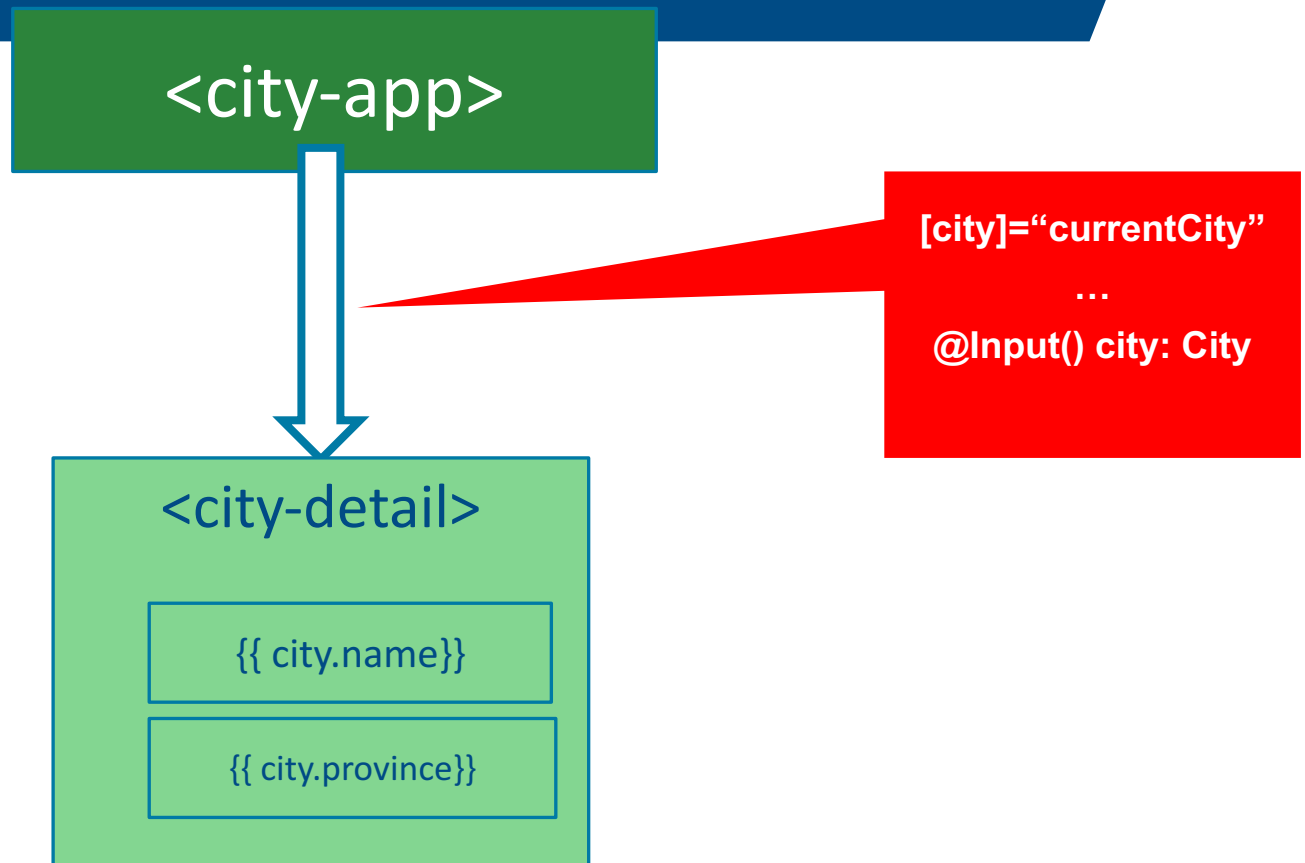 <city-app>
[city]=“currentCity”
…
@Input() city: City
<city-detail>
{{ city.name}}
{{ city.province}}